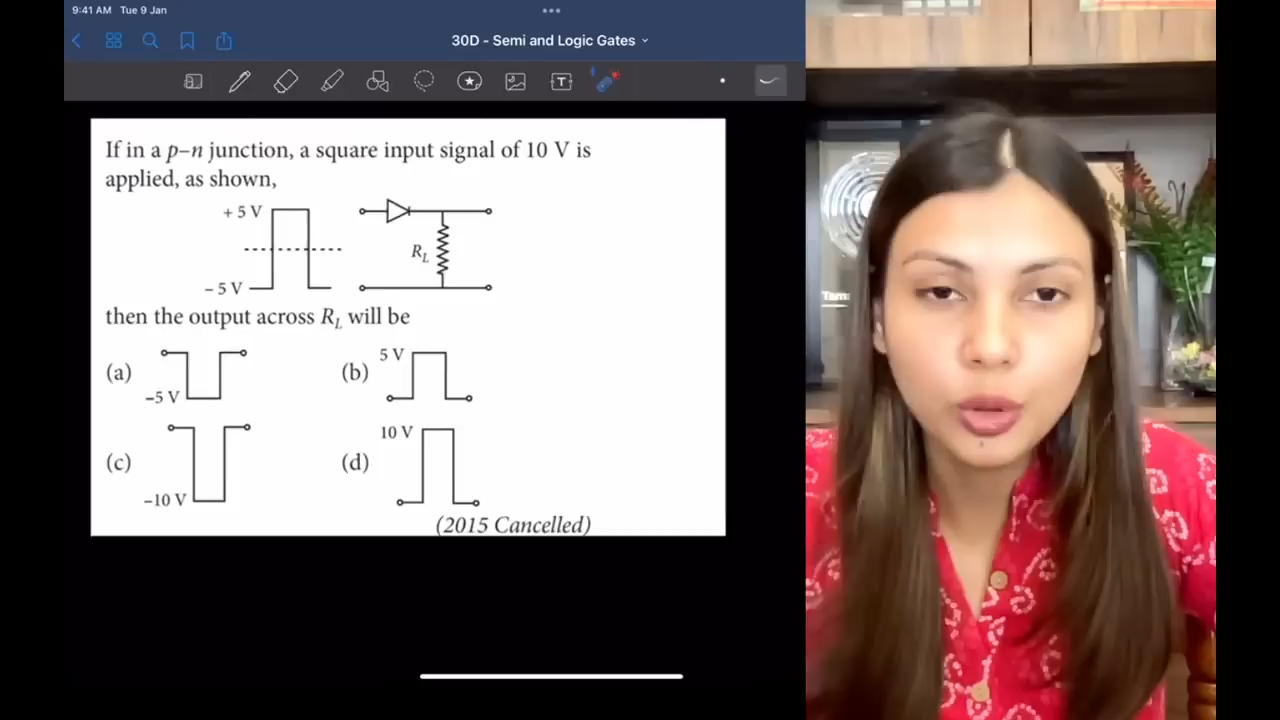 9:41 AM Tue 9 Jan
30D - Semi and Logic Gates
T
If in a p–n junction, a square input signal of 10 V is
applied, as shown,
+ 5 V
R_L
– 5 V
then the output across R_L will be
(a)
–5 V
(b)
5 V
(c)
–10 V
(d)
10 V
(2015 Cancelled)